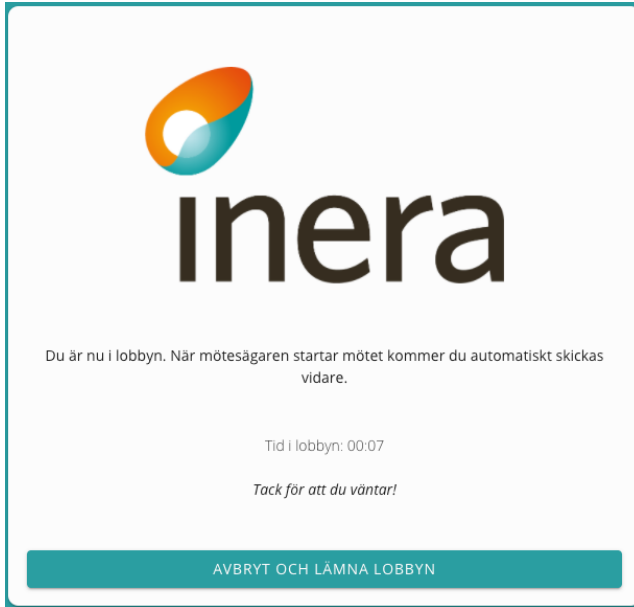 inera
Du är nu i lobbyn. När mötesägaren startar mötet kommer du automatiskt skickas
vidare.
Tid i lobbyn: 00:07
Tack för att du väntar!
AVBRYT OCH LÄMNA LOBBYN